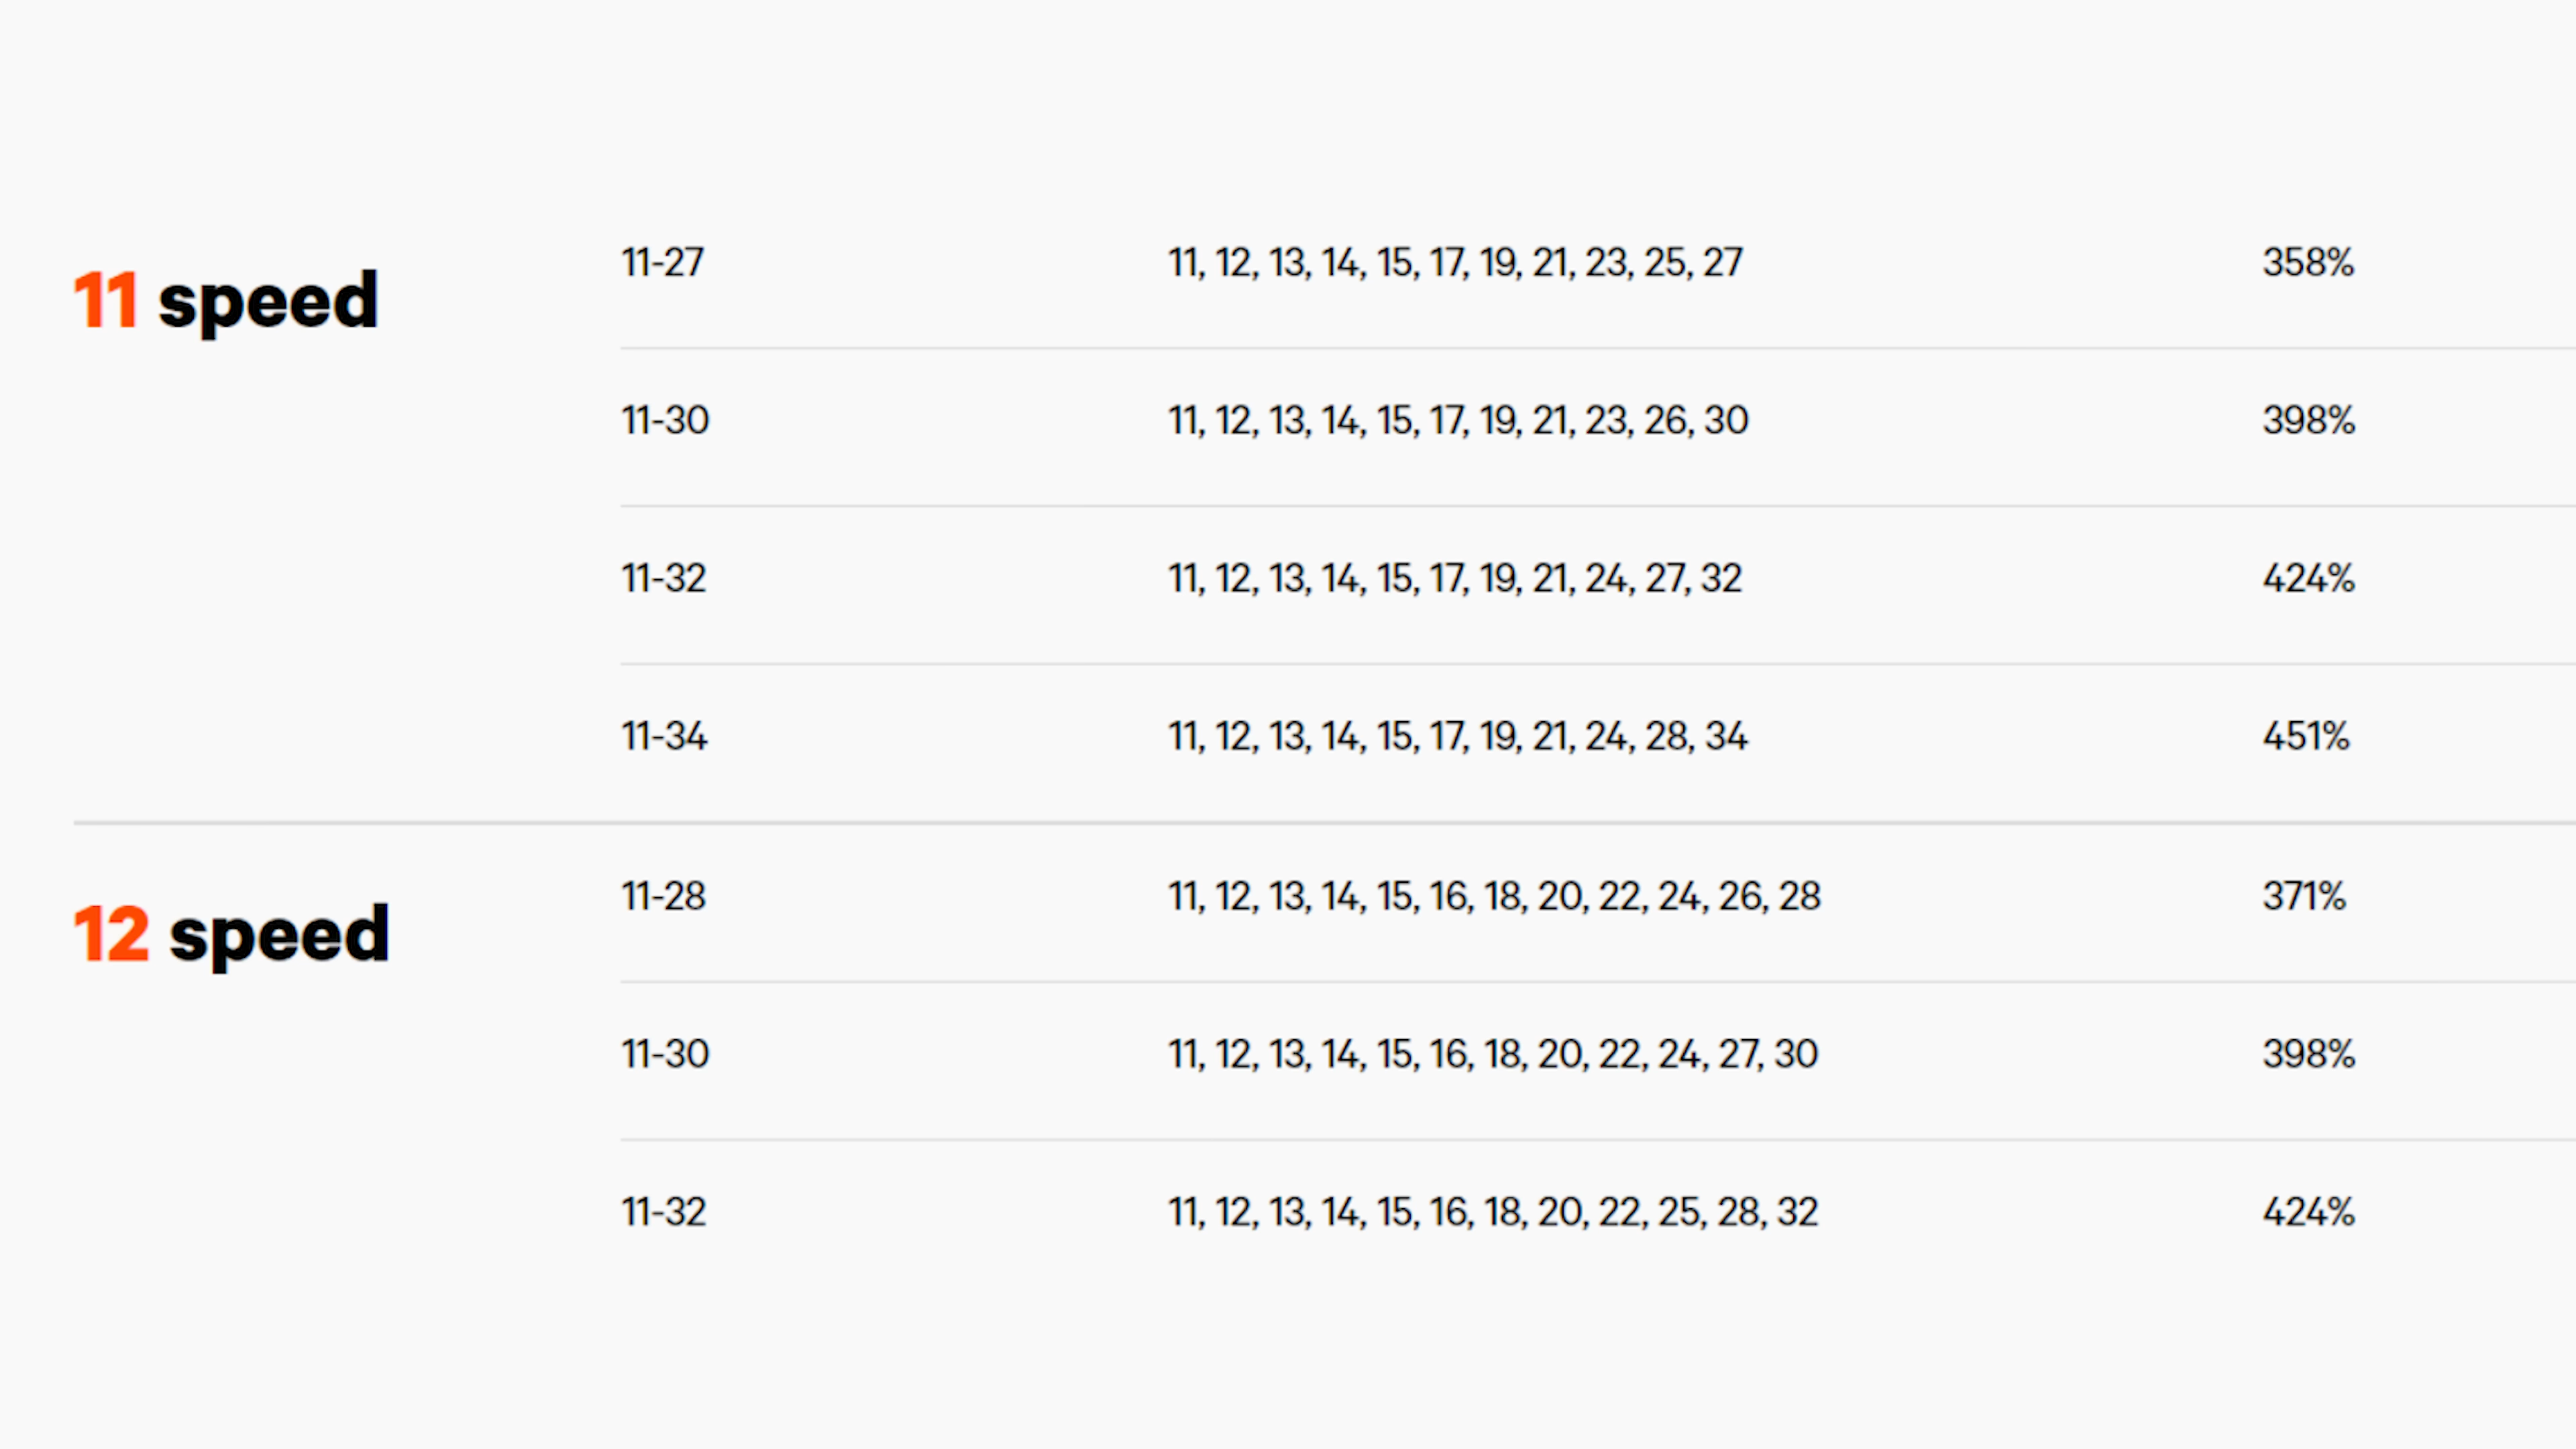 11 speed
11-27 11, 12, 13, 14, 15, 17, 19, 21, 23, 25, 27 358%
11-30 11, 12, 13, 14, 15, 17, 19, 21, 23, 26, 30 398%
11-32 11, 12, 13, 14, 15, 17, 19, 21, 24, 27, 32 424%
11-34 11, 12, 13, 14, 15, 17, 19, 21, 24, 28, 34 451%
12 speed
11-28 11, 12, 13, 14, 15, 16, 18, 20, 22, 24, 26, 28 371%
11-30 11, 12, 13, 14, 15, 16, 18, 20, 22, 24, 27, 30 398%
11-32 11, 12, 13, 14, 15, 16, 18, 20, 22, 25, 28, 32 424%